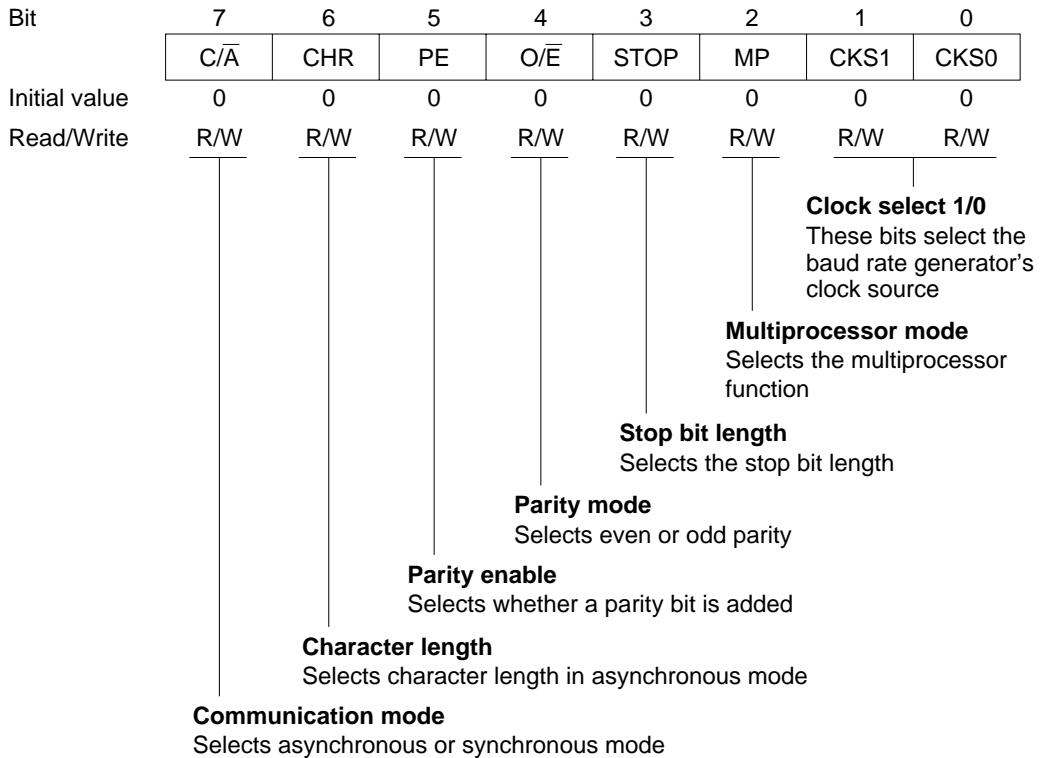 Bit 7 6 5 4 3 2 1 0
C/A̅ CHR PE O/E̅ STOP MP CKS1 CKS0
Initial value 0 0 0 0 0 0 0 0
Read/Write R/W R/W R/W R/W R/W R/W R/W R/W
Clock select 1/0
These bits select the
baud rate generator's
clock source
Multiprocessor mode
Selects the multiprocessor
function
Stop bit length
Selects the stop bit length
Parity mode
Selects even or odd parity
Parity enable
Selects whether a parity bit is added
Character length
Selects character length in asynchronous mode
Communication mode
Selects asynchronous or synchronous mode